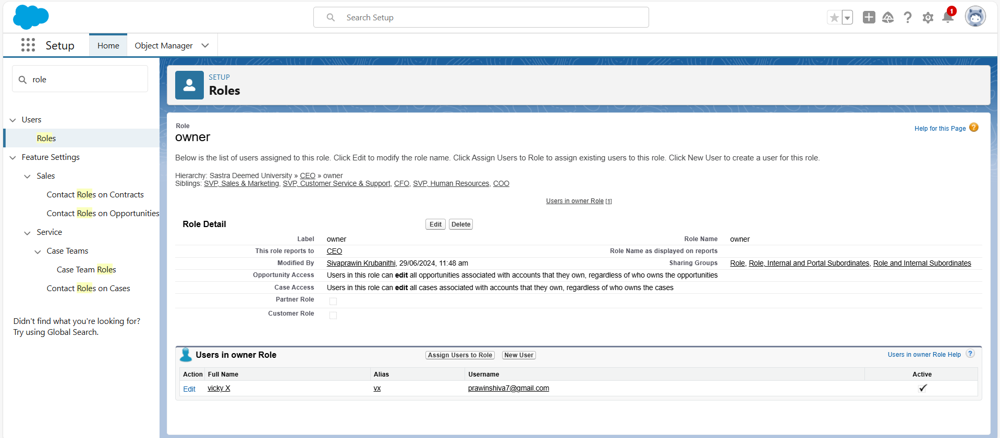 Search Setup
1
Setup
Home
Object Manager
role
Users
Roles
Feature Settings
Sales
Contact Roles on Contracts
Contact Roles on Opportunities
Service
Case Teams
Case Team Roles
Contact Roles on Cases
Didn't find what you're looking for?
Try using Global Search.
SETUP
Roles
Role
owner
Help for this Page ?
Below is the list of users assigned to this role. Click Edit to modify the role name. Click Assign Users to Role to assign existing users to this role. Click New User to create a user for this role.
Hierarchy: Sastra Deemed University » CEO » owner
Siblings: SVP, Sales & Marketing, SVP, Customer Service & Support, CFO, SVP, Human Resources, COO
Users in owner Role [1]
Role Detail Edit Delete
Label owner Role Name owner
This role reports to CEO Role Name as displayed on reports
Modified By Sivaprawin Krubanithi, 29/06/2024, 11:48 am Sharing Groups Role, Role, Internal and Portal Subordinates, Role and Internal Subordinates
Opportunity Access Users in this role can edit all opportunities associated with accounts that they own, regardless of who owns the opportunities
Case Access Users in this role can edit all cases associated with accounts that they own, regardless of who owns the cases
Partner Role
Customer Role
Users in owner Role Assign Users to Role New User Users in owner Role Help ?
Action Full Name Alias Username Active
Edit vicky X vx prawinshiva7@gmail.com